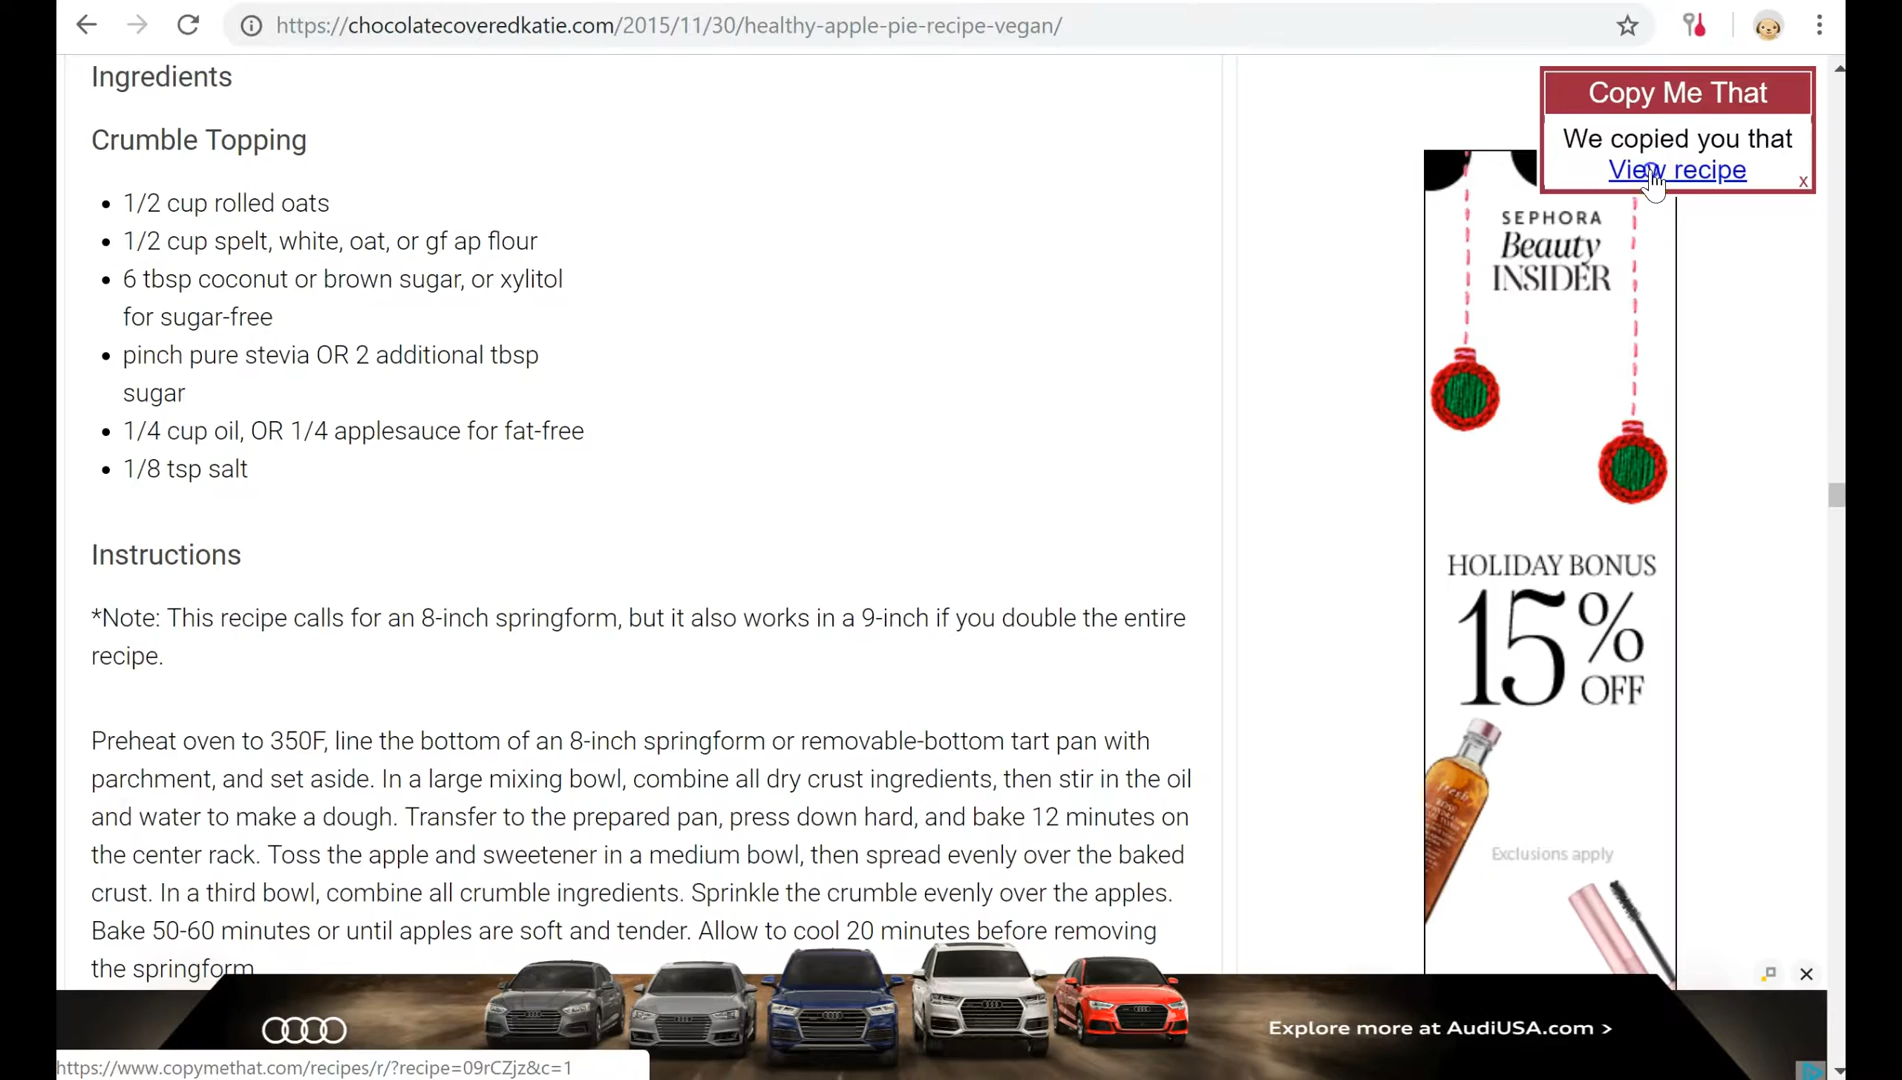 https://chocolatecoveredkatie.com/2015/11/30/healthy-apple-pie-recipe-vegan/
Ingredients
Crumble Topping
• 1/2 cup rolled oats
• 1/2 cup spelt, white, oat, or gf ap flour
• 6 tbsp coconut or brown sugar, or xylitol
for sugar-free
• pinch pure stevia OR 2 additional tbsp
sugar
• 1/4 cup oil, OR 1/4 applesauce for fat-free
• 1/8 tsp salt
Instructions
*Note: This recipe calls for an 8-inch springform, but it also works in a 9-inch if you double the entire
recipe.
Preheat oven to 350F, line the bottom of an 8-inch springform or removable-bottom tart pan with
parchment, and set aside. In a large mixing bowl, combine all dry crust ingredients, then stir in the oil
and water to make a dough. Transfer to the prepared pan, press down hard, and bake 12 minutes on
the center rack. Toss the apple and sweetener in a medium bowl, then spread evenly over the baked
crust. In a third bowl, combine all crumble ingredients. Sprinkle the crumble evenly over the apples.
Bake 50-60 minutes or until apples are soft and tender. Allow to cool 20 minutes before removing
the springform
Copy Me That
We copied you that
View recipe
x
SEPHORA
Beauty
INSIDER
HOLIDAY BONUS
15%
OFF
fresh
Exclusions apply
Explore more at AudiUSA.com >
https://www.copymethat.com/recipes/r/?recipe=09rCZjz&c=1